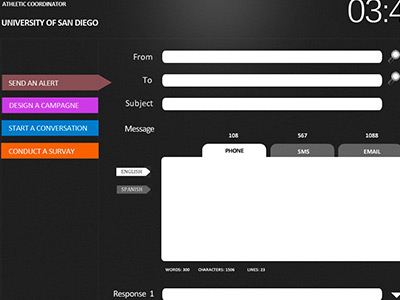 ATHLETIC COORDINATOR
03:4
UNIVERSITY OF SAN DIEGO
From
SEND AN ALERT
To
DESIGN A CAMPAGNE
Subject
START A CONVERSATION
Message
108 567 1088
CONDUCT A SURVAY
PHONE SMS EMAIL
ENGLISH
SPANISH
WORDS: 300 CHARACTERS: 1506 LINES: 23
Response 1